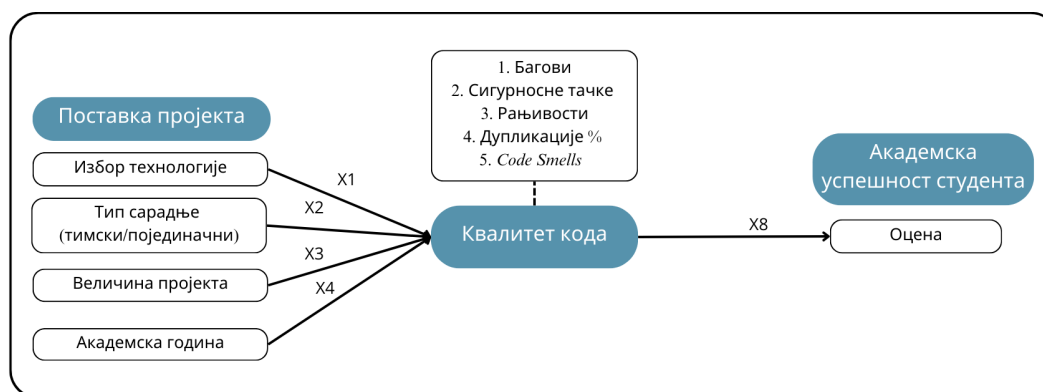 Поставка пројекта
Избор технологије
Тип сарадње
(тимски/појединачни)
Величина пројекта
Академска година
X1
X2
X3
X4
1. Багови
2. Сигурносне тачке
3. Рањивости
4. Дупликације %
5. Code Smells
Квалитет кода
X8
Академска
успешност студента
Оцена